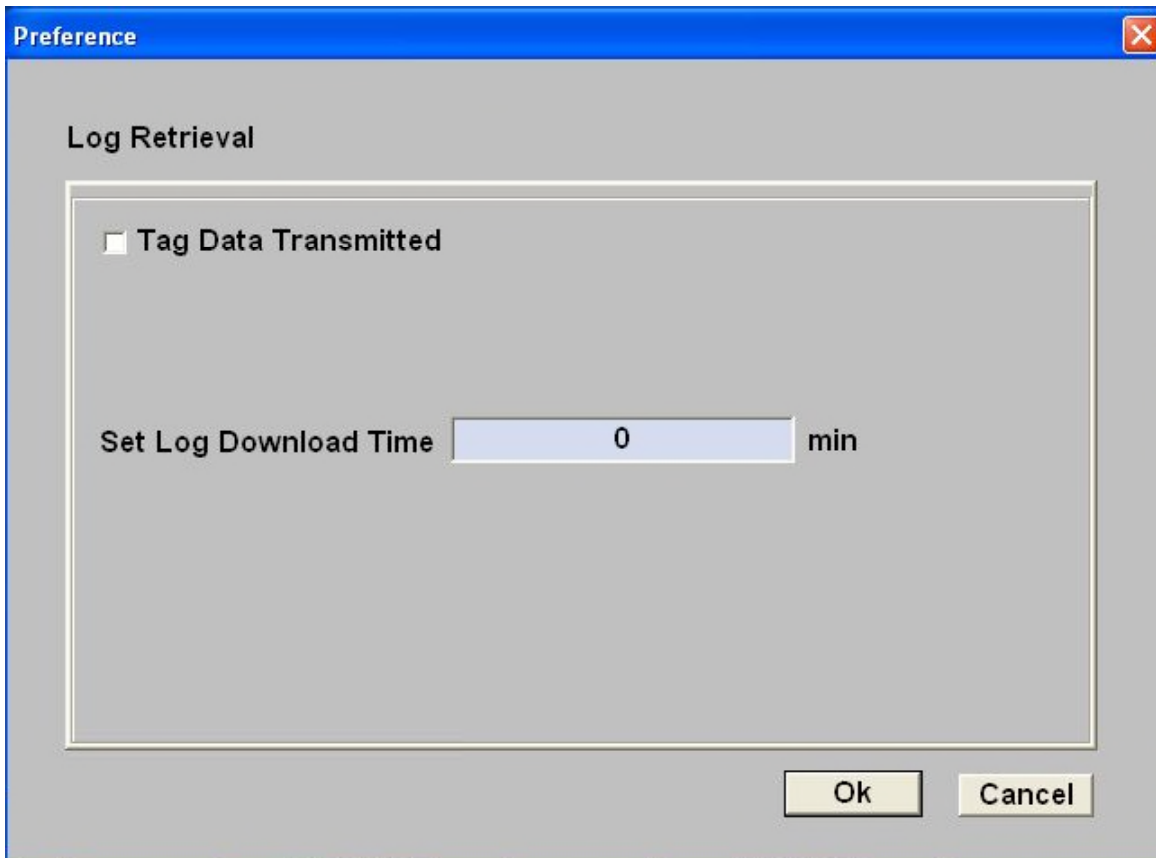 Preference
Log Retrieval
Tag Data Transmitted
Set Log Download Time 0 min
Ok Cancel